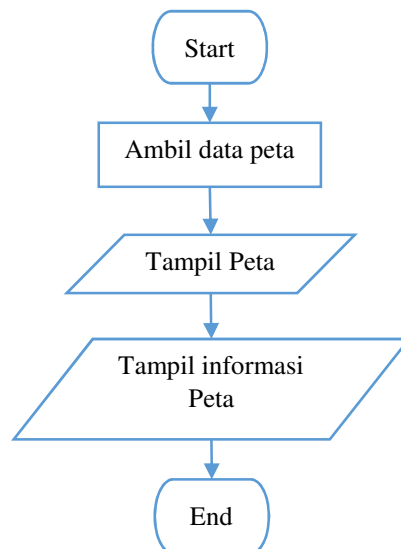 Start
Ambil data peta
Tampil Peta
Tampil informasi
Peta
End